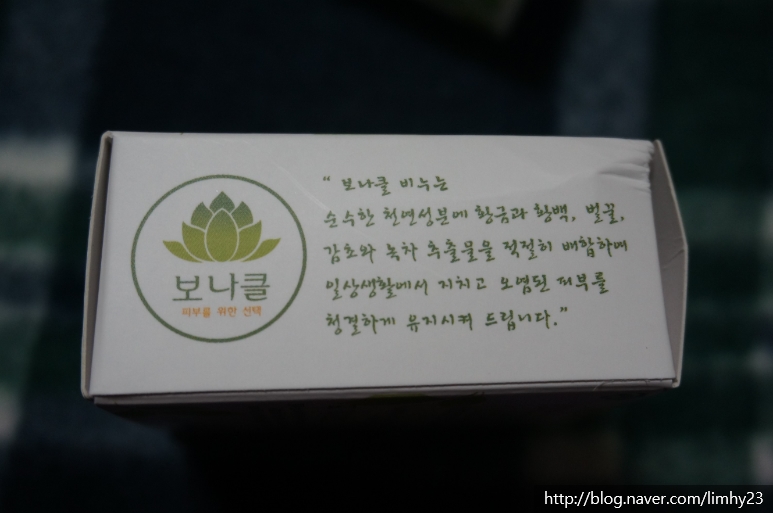 보나쿨
피부를 위한 선택
“ 보나쿨 비누는
순수한 천연성분에 황금과 황백, 벌꿀,
감초와 녹차 추출물을 적절히 배합하여
일상생활에서 지치고 오염된 피부를
청결하게 유지시켜 드립니다.”
http://blog.naver.com/limhy23